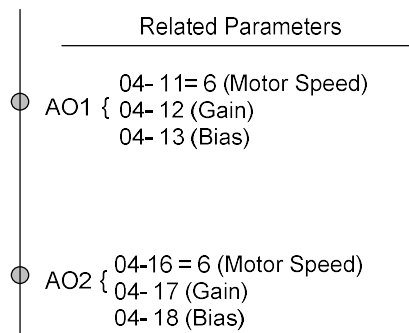 Related Parameters
04- 11= 6 (Motor Speed)
AO1 { 04- 12 (Gain)
04- 13 (Bias)
04-16 = 6 (Motor Speed)
AO2 { 04- 17 (Gain)
04- 18 (Bias)